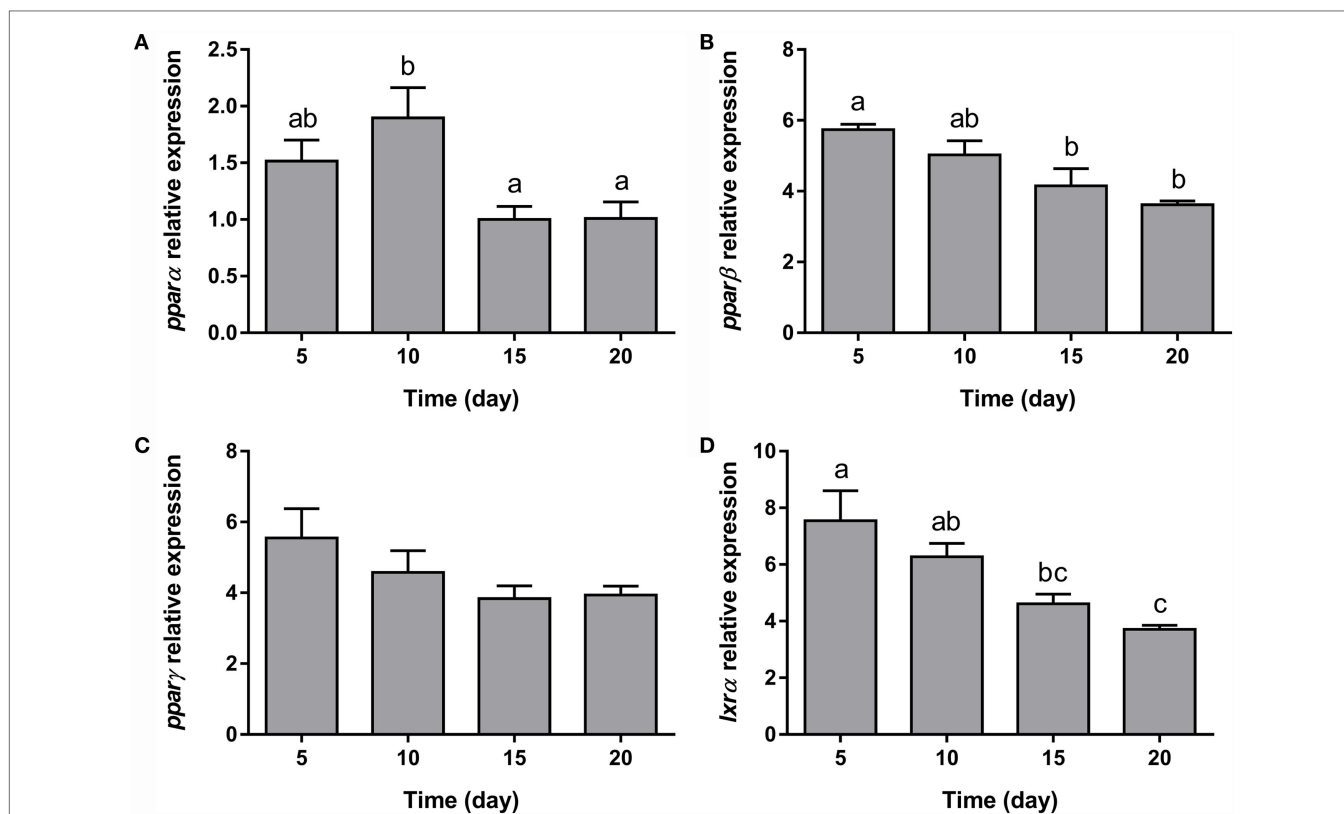 A
pparα relative expression
2.5
2.0
1.5
1.0
0.5
0.0
ab
b
a
a
5 10 15 20
Time (day)
B
pparβ relative expression
8
6
4
2
0
a
ab
b
b
5 10 15 20
Time (day)
C
pparγ relative expression
8
6
4
2
0
5 10 15 20
Time (day)
D
lxrα relative expression
10
8
6
4
2
0
a
ab
bc
c
5 10 15 20
Time (day)